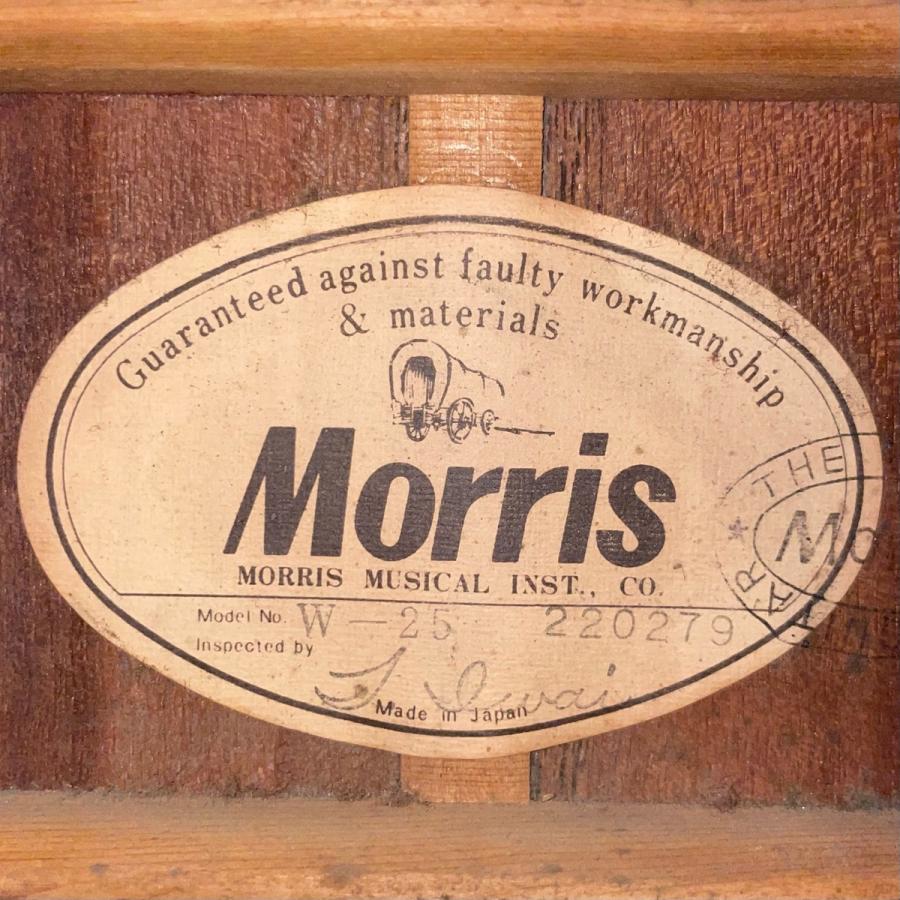 Guaranteed against faulty workmanship
& materials
Morris
MORRIS MUSICAL INST., CO.
Model No. W-25 220279
Inspected by
Made in Japan
THE
Mo